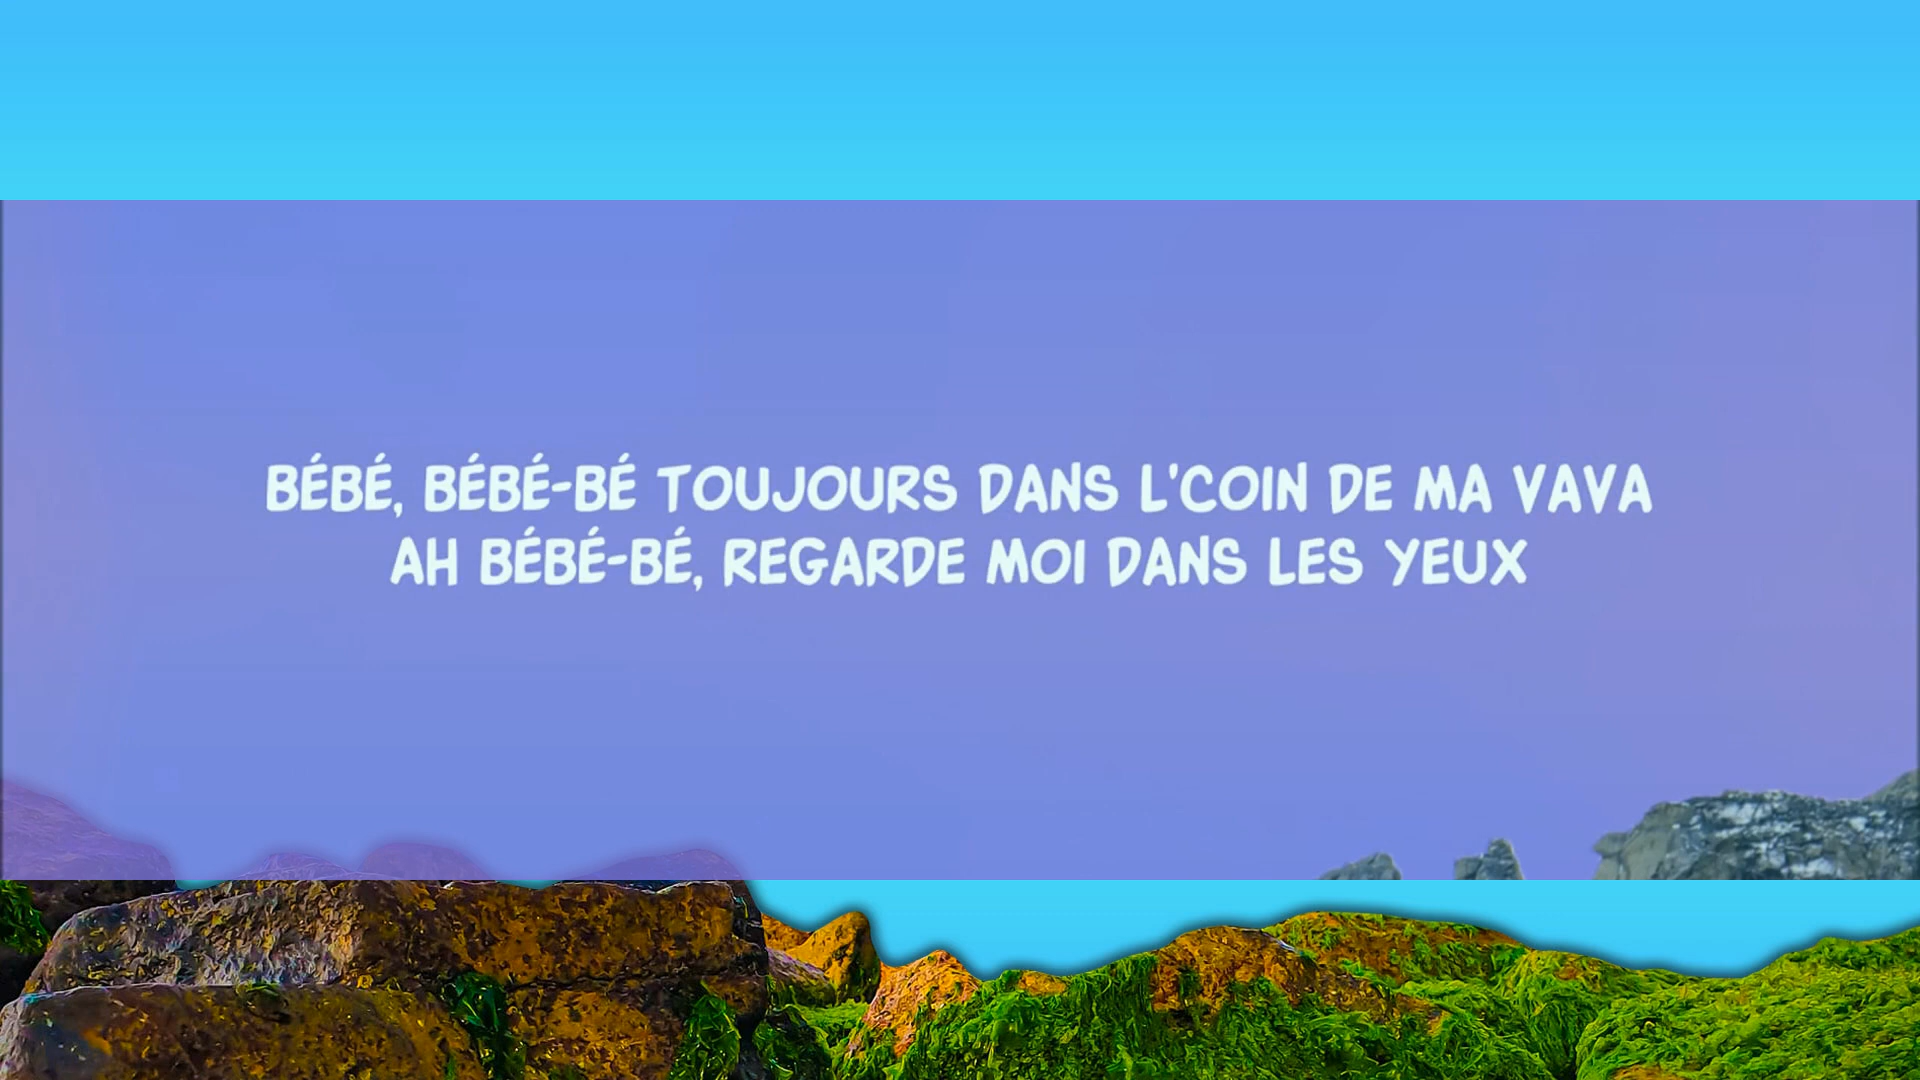 BÉBÉ, BÉBÉ-BÉ TOUJOURS DANS L'COIN DE MA VAVA
AH BÉBÉ-BÉ, REGARDE MOI DANS LES YEUX